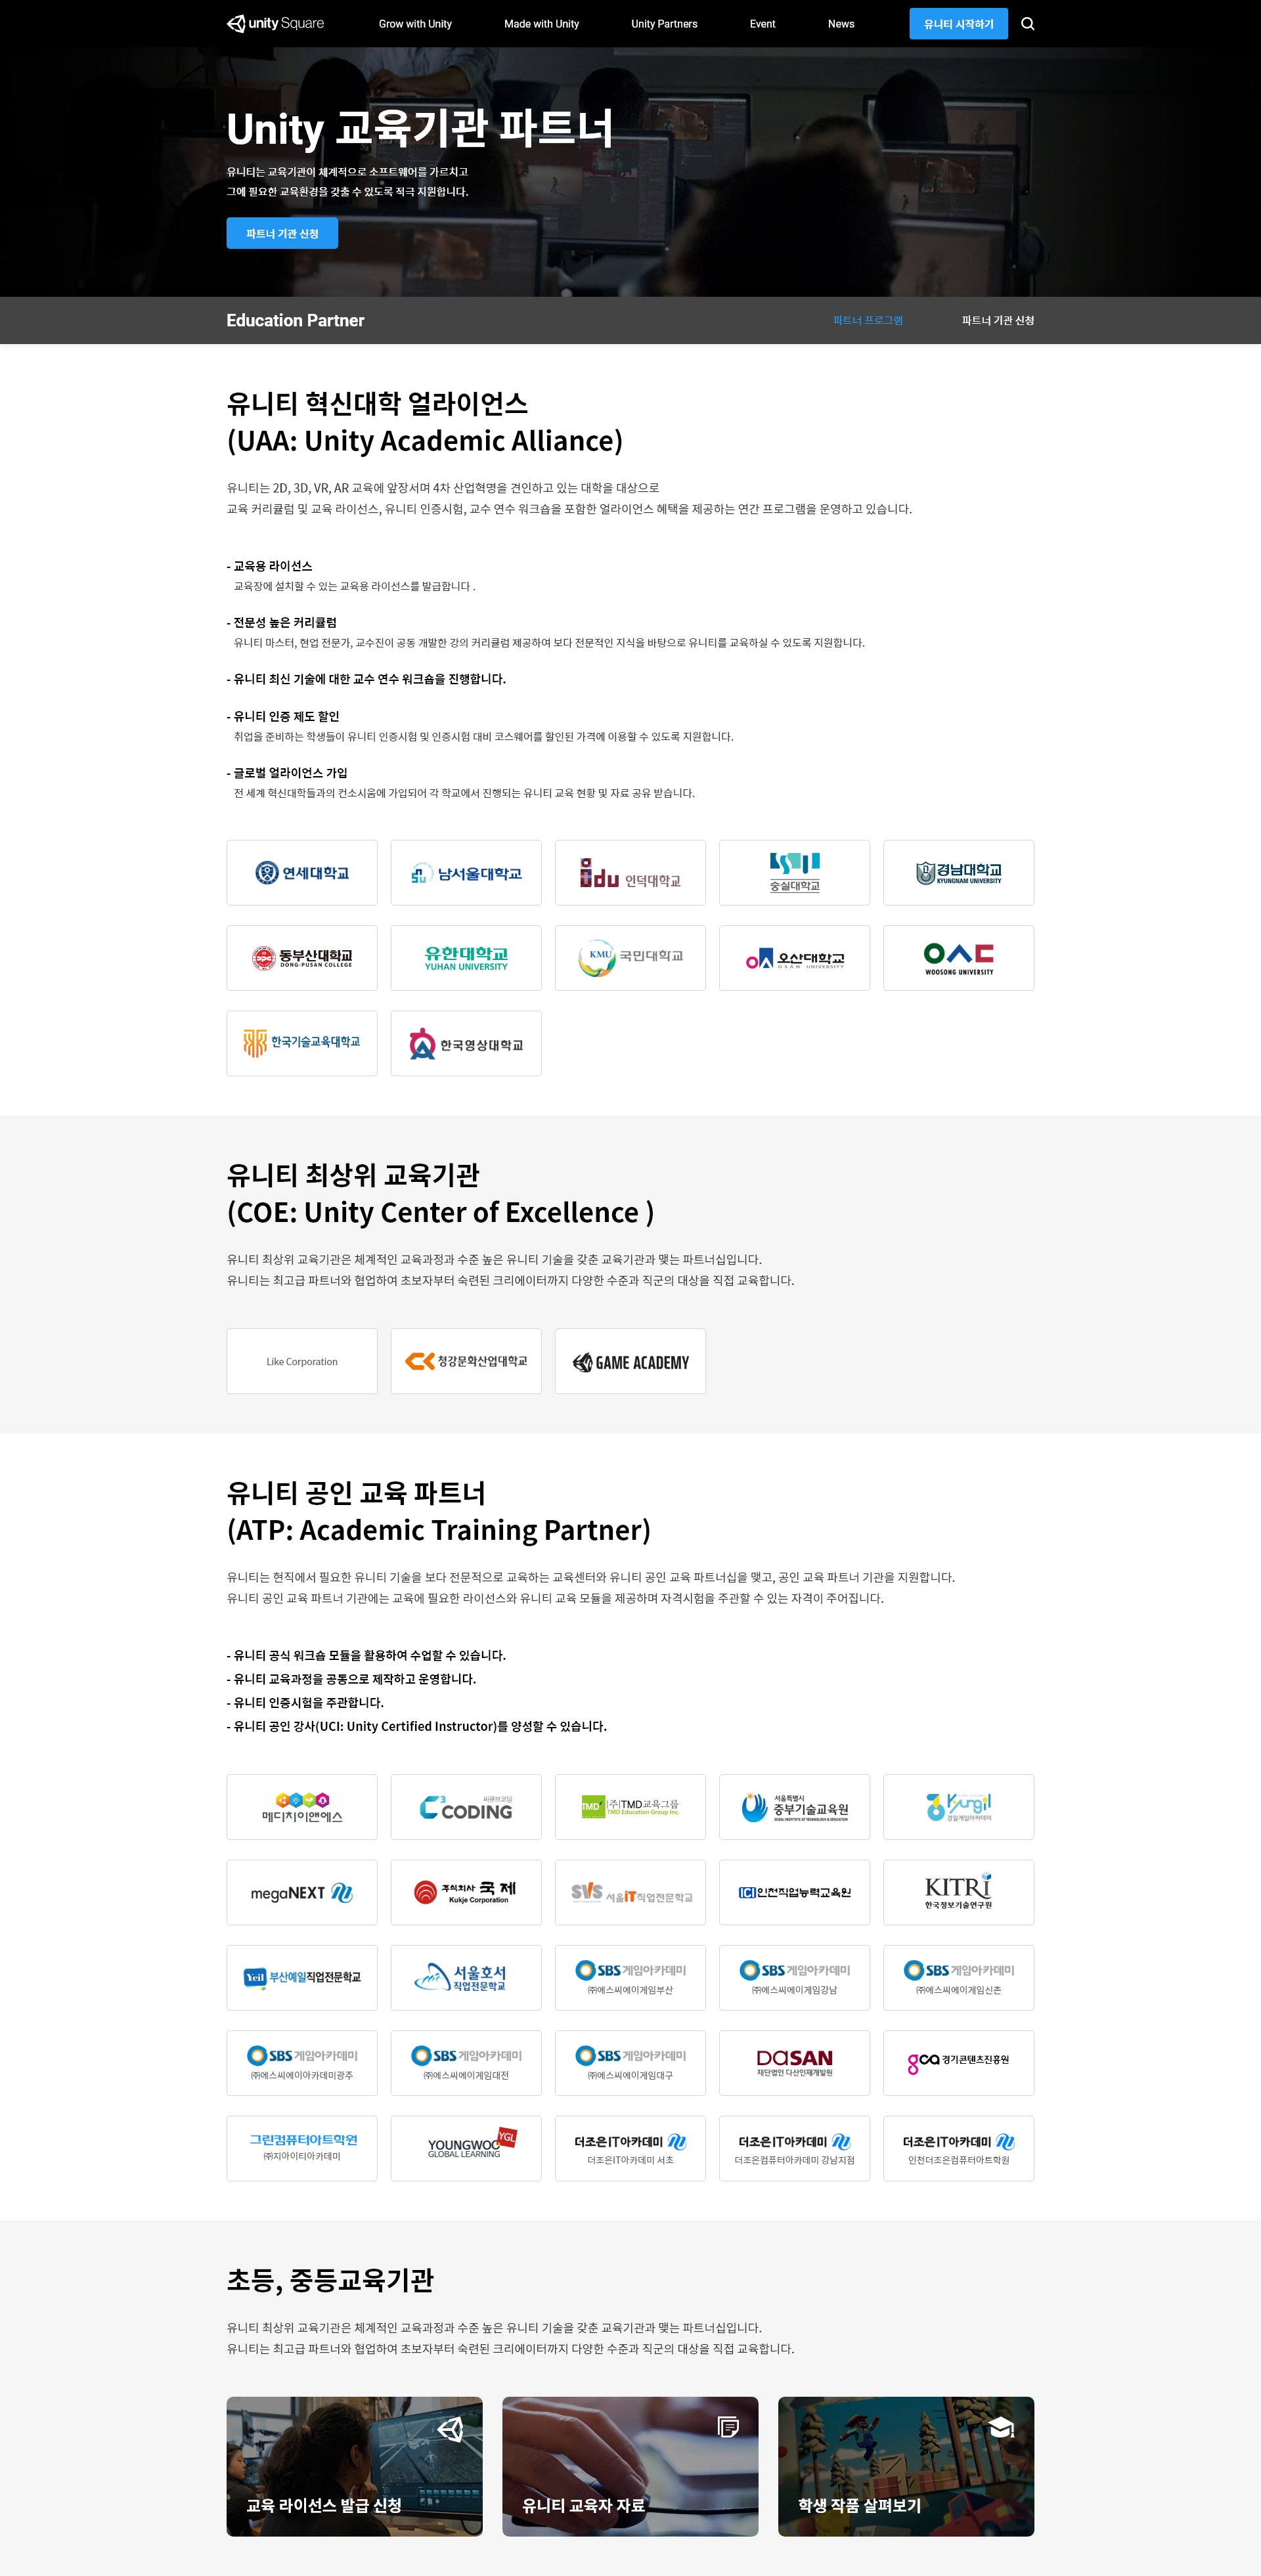 unity Square
Grow with Unity
Made with Unity
Unity Partners
Event
News
유니티 시작하기
Unity 교육기관 파트너
유니티는 교육기관이 체계적으로 소프트웨어를 가르치고
그에 필요한 교육환경을 갖출 수 있도록 적극 지원합니다.
파트너 기관 신청
Education Partner
파트너 프로그램
파트너 기관 신청
유니티 혁신대학 얼라이언스
(UAA: Unity Academic Alliance)
유니티는 2D, 3D, VR, AR 교육에 앞장서며 4차 산업혁명을 견인하고 있는 대학을 대상으로
교육 커리큘럼 및 교육 라이선스, 유니티 인증시험, 교수 연수 워크숍을 포함한 얼라이언스 혜택을 제공하는 연간 프로그램을 운영하고 있습니다.
- 교육용 라이선스
교육장에 설치할 수 있는 교육용 라이선스를 발급합니다 .
- 전문성 높은 커리큘럼
유니티 마스터, 현업 전문가, 교수진이 공동 개발한 강의 커리큘럼 제공하여 보다 전문적인 지식을 바탕으로 유니티를 교육하실 수 있도록 지원합니다.
- 유니티 최신 기술에 대한 교수 연수 워크숍을 진행합니다.
- 유니티 인증 제도 할인
취업을 준비하는 학생들이 유니티 인증시험 및 인증시험 대비 코스웨어를 할인된 가격에 이용할 수 있도록 지원합니다.
- 글로벌 얼라이언스 가입
전 세계 혁신대학들과의 컨소시움에 가입되어 각 학교에서 진행되는 유니티 교육 현황 및 자료 공유 받습니다.
연세대학교
남서울대학교
idu 인덕대학교
숭실대학교
경남대학교
KYUNGNAM UNIVERSITY
동부산대학교
DONG-PUSAN COLLEGE
유한대학교
YUHAN UNIVERSITY
KMU 국민대학교
오산대학교
OSAN UNIVERSITY
WOOSONG UNIVERSITY
한국기술교육대학교
한국영상대학교
유니티 최상위 교육기관
(COE: Unity Center of Excellence )
유니티 최상위 교육기관은 체계적인 교육과정과 수준 높은 유니티 기술을 갖춘 교육기관과 맺는 파트너십입니다.
유니티는 최고급 파트너와 협업하여 초보자부터 숙련된 크리에이터까지 다양한 수준과 직군의 대상을 직접 교육합니다.
Like Corporation
청강문화산업대학교
GAME ACADEMY
유니티 공인 교육 파트너
(ATP: Academic Training Partner)
유니티는 현직에서 필요한 유니티 기술을 보다 전문적으로 교육하는 교육센터와 유니티 공인 교육 파트너십을 맺고, 공인 교육 파트너 기관을 지원합니다.
유니티 공인 교육 파트너 기관에는 교육에 필요한 라이선스와 유니티 교육 모듈을 제공하며 자격시험을 주관할 수 있는 자격이 주어집니다.
- 유니티 공식 워크숍 모듈을 활용하여 수업할 수 있습니다.
- 유니티 교육과정을 공통으로 제작하고 운영합니다.
- 유니티 인증시험을 주관합니다.
- 유니티 공인 강사(UCI: Unity Certified Instructor)를 양성할 수 있습니다.
메디치이앤에스
씨큐브코딩
C3 CODING
TMD (주)TMD교육그룹
TMD Education Group Inc.
서울특별시
중부기술교육원
SEOUL INSTITUTE OF TECHNOLOGY & EDUCATION
Kyungil
경일게임아카데미
megaNEXT
주식회사 국제
Kukje Corporation
SVS 서울iT직업전문학교
ICI 인천직업능력교육원
KITRI
한국정보기술연구원
Yeil 부산예일직업전문학교
서울호서
직업전문학교
SBS 게임아카데미
㈜에스씨에이게임부산
SBS 게임아카데미
㈜에스씨에이게임강남
SBS 게임아카데미
㈜에스씨에이게임신촌
SBS 게임아카데미
㈜에스씨에이아카데미광주
SBS 게임아카데미
㈜에스씨에이게임대전
SBS 게임아카데미
㈜에스씨에이게임대구
DaSAN
재단법인 다산인재개발원
gca 경기콘텐츠진흥원
그린컴퓨터아트학원
㈜지아이티아카데미
YOUNGWOO YGL
GLOBAL LEARNING
더조은IT아카데미
더조은IT아카데미 서초
더조은IT아카데미
더조은컴퓨터아카데미 강남지점
더조은IT아카데미
인천더조은컴퓨터아트학원
초등, 중등교육기관
유니티 최상위 교육기관은 체계적인 교육과정과 수준 높은 유니티 기술을 갖춘 교육기관과 맺는 파트너십입니다.
유니티는 최고급 파트너와 협업하여 초보자부터 숙련된 크리에이터까지 다양한 수준과 직군의 대상을 직접 교육합니다.
교육 라이선스 발급 신청
유니티 교육자 자료
학생 작품 살펴보기